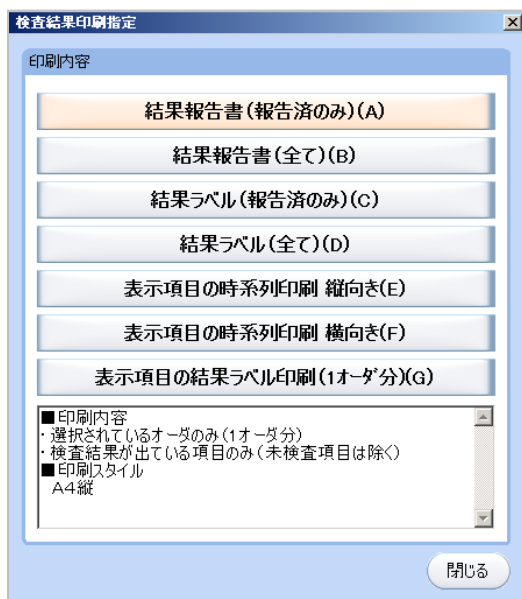 検査結果印刷指定
印刷内容
結果報告書(報告済のみ)(A)
結果報告書(全て)(B)
結果ラベル(報告済のみ)(C)
結果ラベル(全て)(D)
表示項目の時系列印刷 縦向き(E)
表示項目の時系列印刷 横向き(F)
表示項目の結果ラベル印刷(1オーダ分)(G)
■印刷内容
・選択されているオーダのみ(1オーダ分)
・検査結果が出ている項目のみ(未検査項目は除く)
■印刷スタイル
A4縦
閉じる